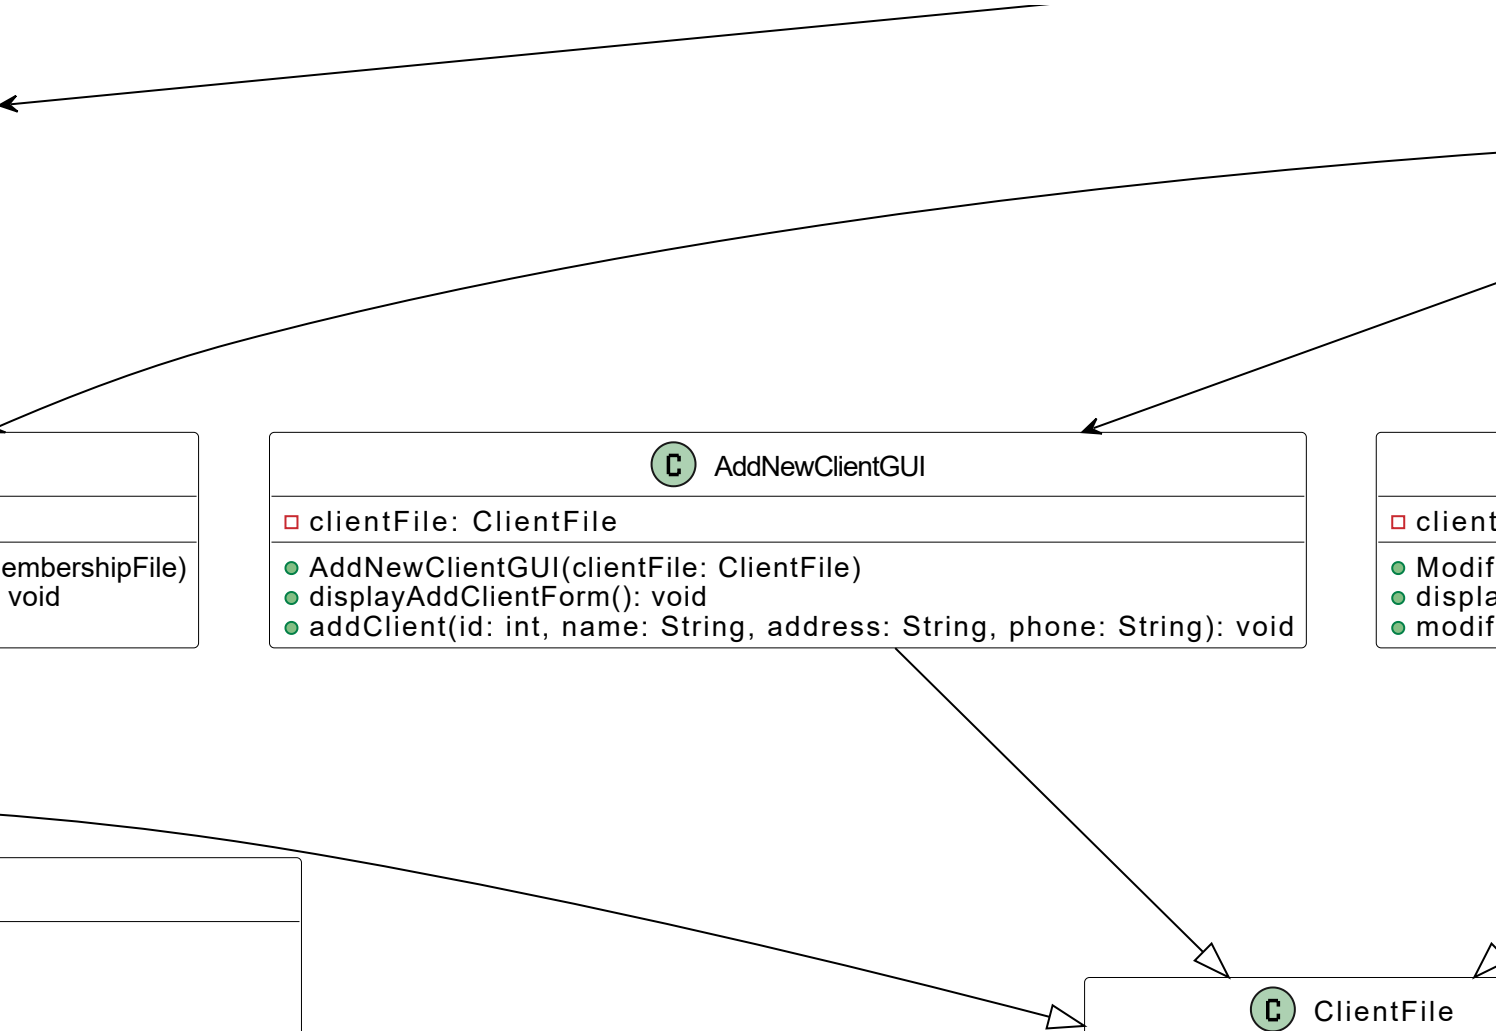 C AddNewClientGUI
clientFile: ClientFile
AddNewClientGUI(clientFile: ClientFile)
displayAddClientForm(): void
addClient(id: int, name: String, address: String, phone: String): void
embershipFile)
void
client
Modif
displa
modif
C ClientFile